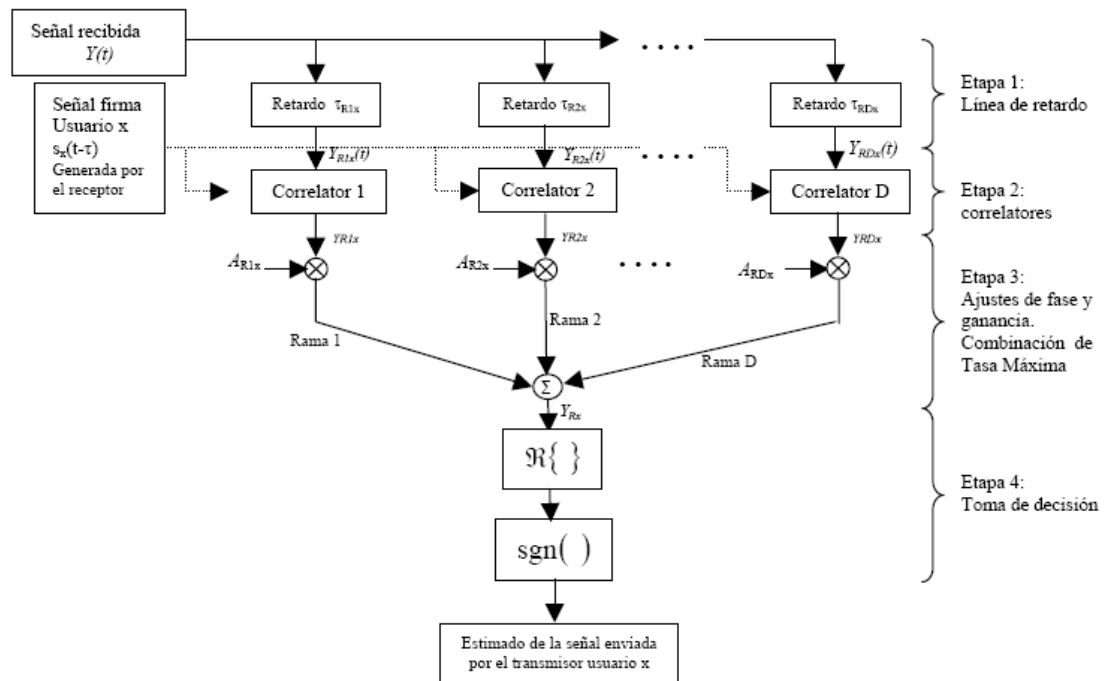 Señal recibida
Y(t)
. . . .
Señal firma
Usuario x
sₓ(t-τ)
Generada por
el receptor
Retardo τR1x
Retardo τR2x
Retardo τRDx
Etapa 1:
Línea de retardo
YR1x(t)
YR2x(t)
. . . .
YRDx(t)
Correlator 1
Correlator 2
Correlator D
Etapa 2:
correlatores
YR1x
YR2x
YRDx
AR1x
AR2x
. . . .
ARDx
Etapa 3:
Ajustes de fase y
ganancia.
Combinación de
Tasa Máxima
Rama 1
Rama 2
Rama D
Σ
YRx
ℜ{ }
Etapa 4:
Toma de decisión
sgn( )
Estimado de la señal enviada
por el transmisor usuario x